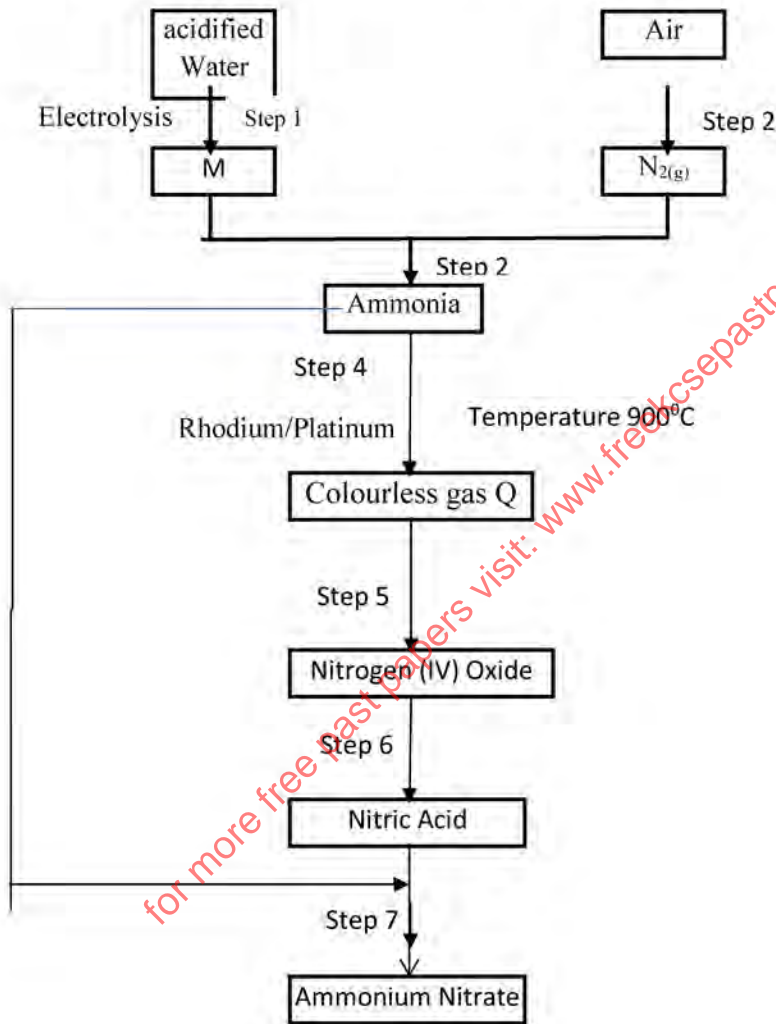 acidified
Water
Air
Electrolysis
Step 1
Step 2
M
N2(g)
Step 2
Ammonia
Step 4
Rhodium/Platinum
Temperature 900⁰C
Colourless gas Q
Step 5
Nitrogen (IV) Oxide
Step 6
Nitric Acid
Step 7
Ammonium Nitrate
for more free past papers visit: www.freekcsepastp